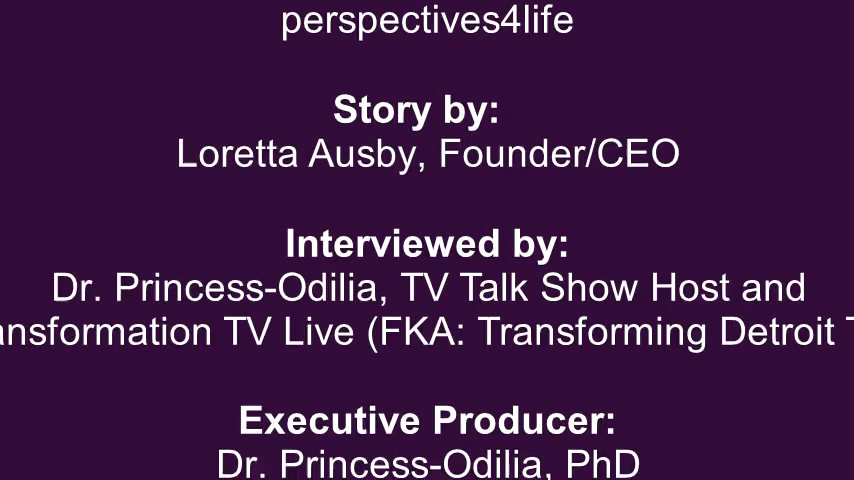 perspectives4life
Story by:
Loretta Ausby, Founder/CEO
Interviewed by:
Dr. Princess-Odilia, TV Talk Show Host and
ansformation TV Live (FKA: Transforming Detroit T
Executive Producer:
Dr. Princess-Odilia, PhD